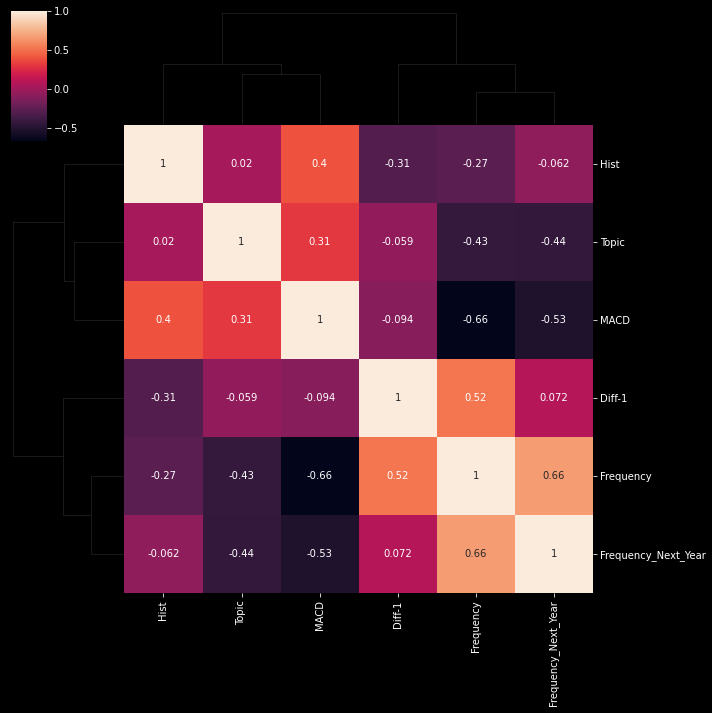 1.0
0.5
0.0
−0.5
1 0.02 0.4 -0.31 -0.27 -0.062 Hist
0.02 1 0.31 -0.059 -0.43 -0.44 Topic
0.4 0.31 1 -0.094 -0.66 -0.53 MACD
-0.31 -0.059 -0.094 1 0.52 0.072 Diff-1
-0.27 -0.43 -0.66 0.52 1 0.66 Frequency
-0.062 -0.44 -0.53 0.072 0.66 1 Frequency_Next_Year
Hist
Topic
MACD
Diff-1
Frequency
Frequency_Next_Year